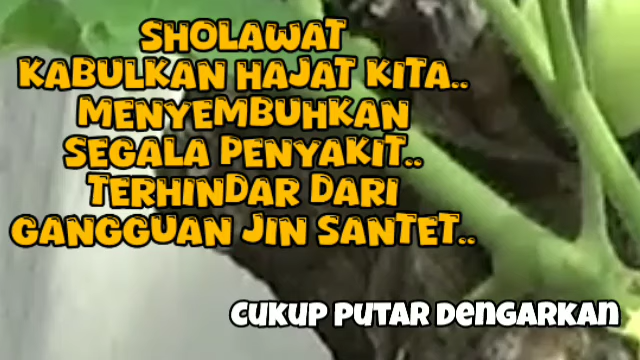 SHOLAWAT
KABULKAN HAJAT KITA..
MENYEMBUHKAN
SEGALA PENYAKIT..
TERHINDAR DARI
GANGGUAN JIN SANTET..
CUKUP PUTAR DENGARKAN